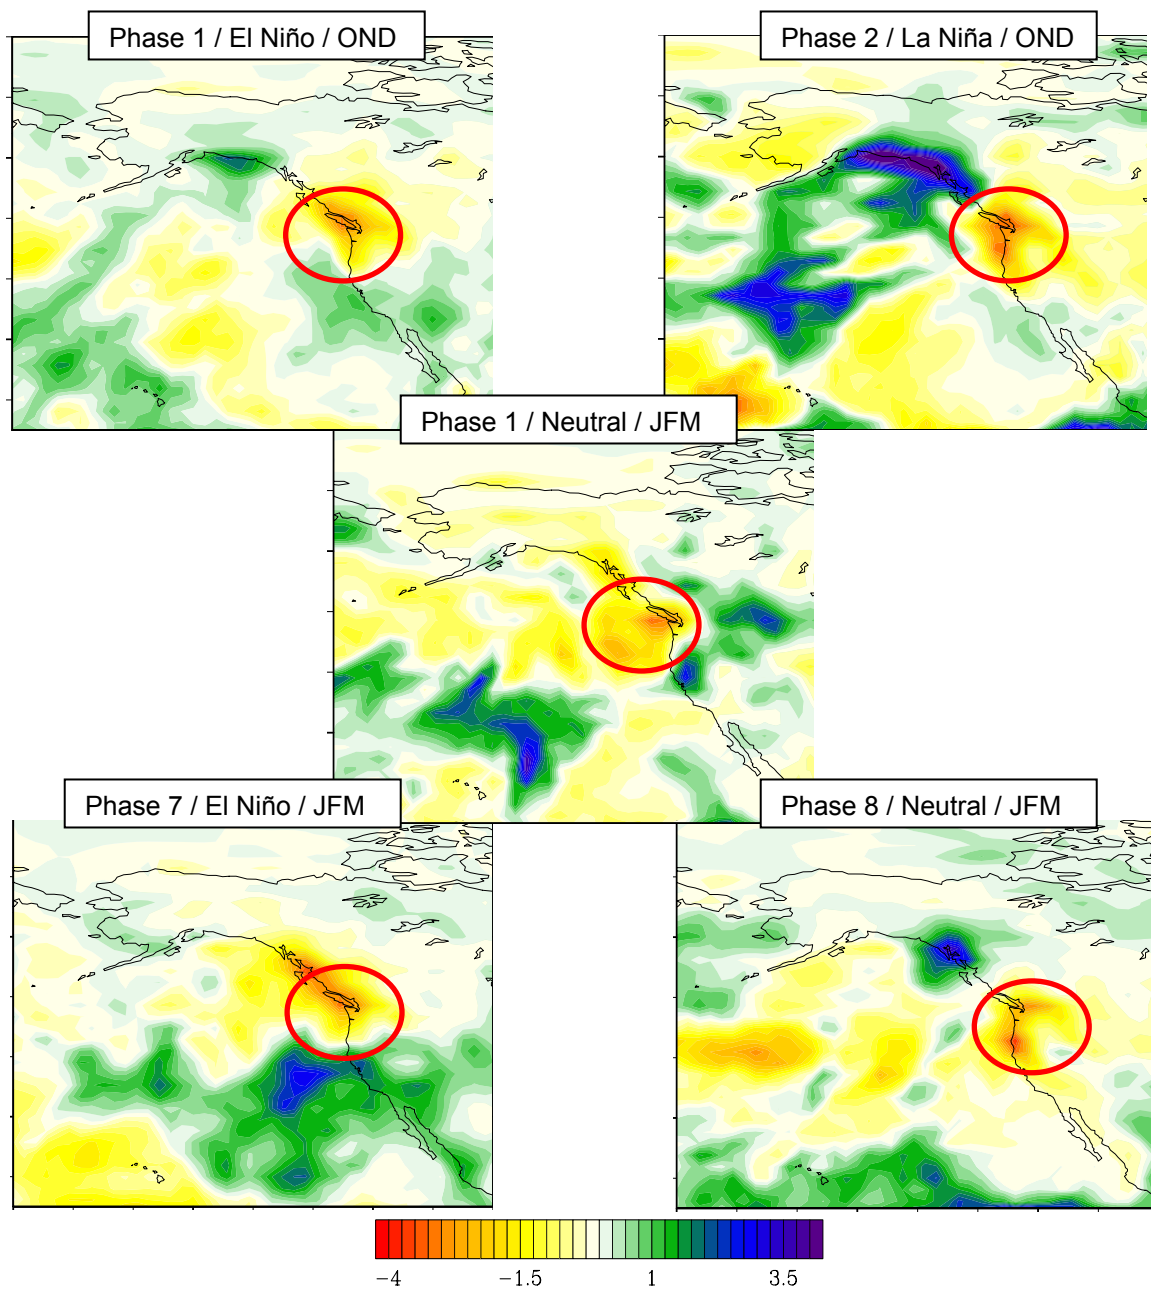 Phase 1 / El Niño / OND
Phase 2 / La Niña / OND
Phase 1 / Neutral / JFM
Phase 7 / El Niño / JFM
Phase 8 / Neutral / JFM
−4 −1.5 1 3.5